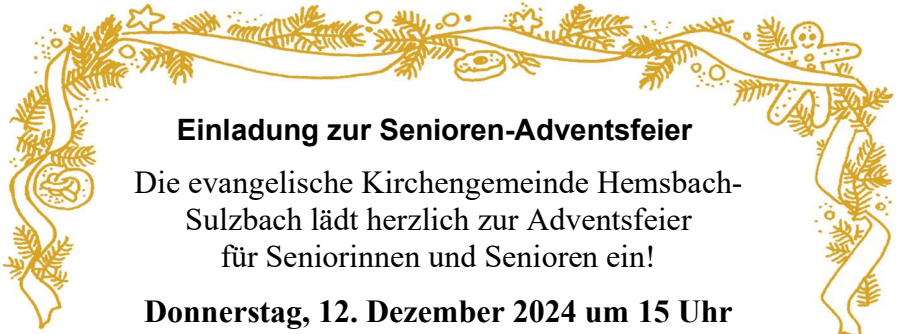 Einladung zur Senioren-Adventsfeier
Die evangelische Kirchengemeinde Hemsbach-
Sulzbach lädt herzlich zur Adventsfeier
für Seniorinnen und Senioren ein!
Donnerstag, 12. Dezember 2024 um 15 Uhr